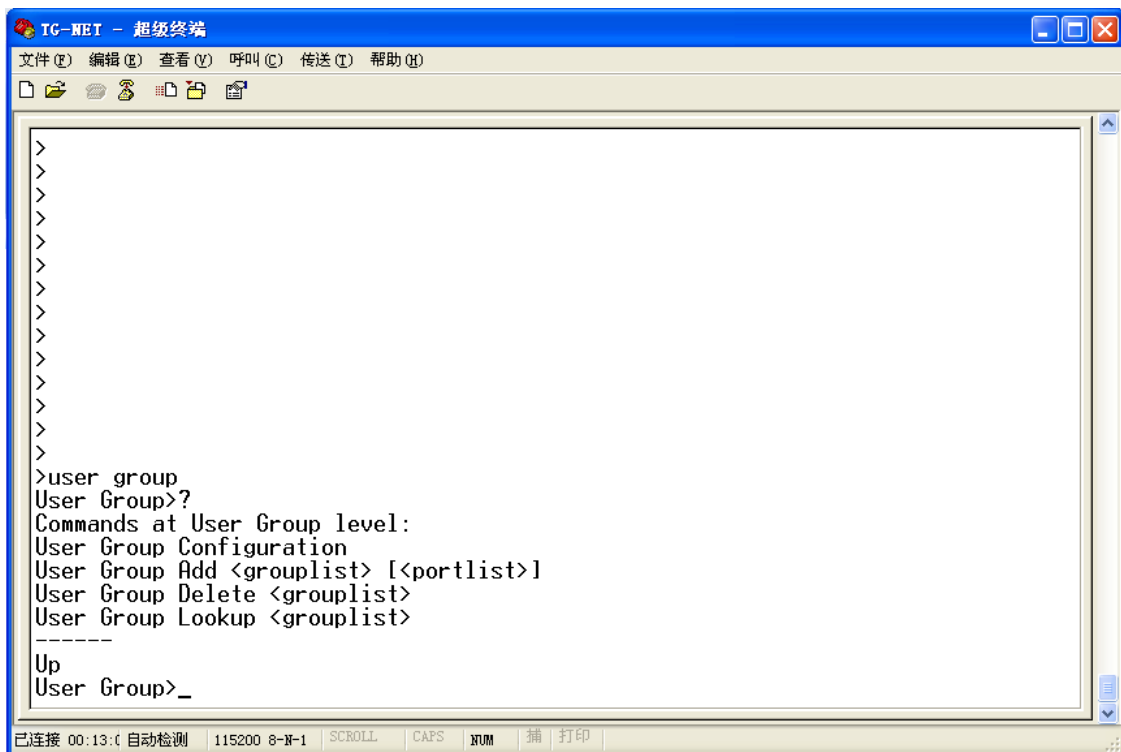 TG-NET - 超级终端
文件(F) 编辑(E) 查看(V) 呼叫(C) 传送(T) 帮助(H)
>
>
>
>
>
>
>
>
>
>
>
>
>
>
>user group
User Group>?
Commands at User Group level:
User Group Configuration
User Group Add <grouplist> [<portlist>]
User Group Delete <grouplist>
User Group Lookup <grouplist>
------
Up
User Group>_
已连接 00:13:0 自动检测 115200 8-N-1 SCROLL CAPS NUM 捕 打印